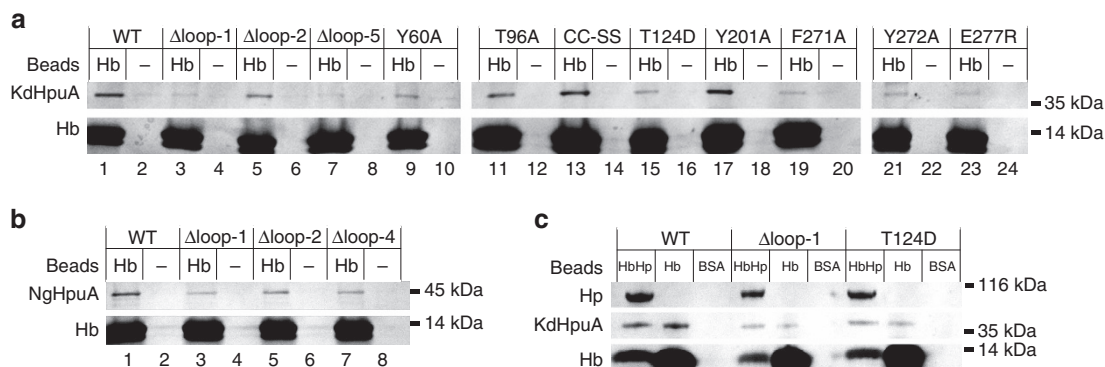 a
WT Δloop-1 Δloop-2 Δloop-5 Y60A T96A CC-SS T124D Y201A F271A Y272A E277R
Beads Hb – Hb – Hb – Hb – Hb – Hb – Hb – Hb – Hb – Hb – Hb – Hb –
KdHpuA 35 kDa
Hb 14 kDa
1 2 3 4 5 6 7 8 9 10 11 12 13 14 15 16 17 18 19 20 21 22 23 24
b
WT Δloop-1 Δloop-2 Δloop-4
Beads Hb – Hb – Hb – Hb –
NgHpuA 45 kDa
Hb 14 kDa
1 2 3 4 5 6 7 8
c
WT Δloop-1 T124D
Beads HbHp Hb BSA HbHp Hb BSA HbHp Hb BSA
Hp 116 kDa
KdHpuA 35 kDa
Hb 14 kDa